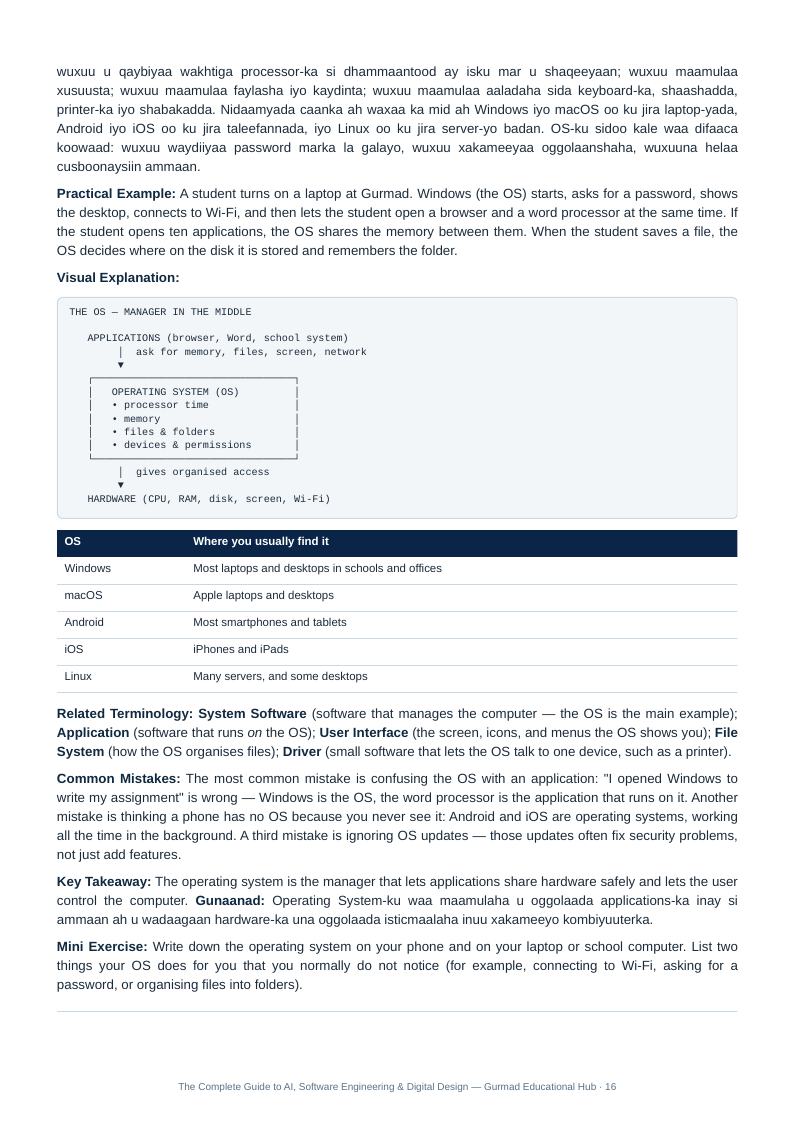 wuxuu u qaybiyaa wakhtiga processor-ka si dhammaantood ay isku mar u shaqeeyaan; wuxuu maamulaa
xusuusta; wuxuu maamulaa faylasha iyo kaydinta; wuxuu maamulaa aaladaha sida keyboard-ka, shaashadda,
printer-ka iyo shabakadda. Nidaamyada caanka ah waxaa ka mid ah Windows iyo macOS oo ku jira laptop-yada,
Android iyo iOS oo ku jira taleefannada, iyo Linux oo ku jira server-yo badan. OS-ku sidoo kale waa difaaca
koowaad: wuxuu waydiiyaa password marka la galayo, wuxuu xakameeyaa oggolaanshaha, wuxuuna helaa
cusboonaysiin ammaan.
Practical Example: A student turns on a laptop at Gurmad. Windows (the OS) starts, asks for a password, shows
the desktop, connects to Wi-Fi, and then lets the student open a browser and a word processor at the same time. If
the student opens ten applications, the OS shares the memory between them. When the student saves a file, the
OS decides where on the disk it is stored and remembers the folder.
Visual Explanation:
THE OS — MANAGER IN THE MIDDLE
APPLICATIONS (browser, Word, school system)
ask for memory, files, screen, network
OPERATING SYSTEM (OS)
• processor time
• memory
• files & folders
• devices & permissions
gives organised access
HARDWARE (CPU, RAM, disk, screen, Wi-Fi)
OS Where you usually find it
Windows Most laptops and desktops in schools and offices
macOS Apple laptops and desktops
Android Most smartphones and tablets
iOS iPhones and iPads
Linux Many servers, and some desktops
Related Terminology: System Software (software that manages the computer — the OS is the main example);
Application (software that runs on the OS); User Interface (the screen, icons, and menus the OS shows you); File
System (how the OS organises files); Driver (small software that lets the OS talk to one device, such as a printer).
Common Mistakes: The most common mistake is confusing the OS with an application: "I opened Windows to
write my assignment" is wrong — Windows is the OS, the word processor is the application that runs on it. Another
mistake is thinking a phone has no OS because you never see it: Android and iOS are operating systems, working
all the time in the background. A third mistake is ignoring OS updates — those updates often fix security problems,
not just add features.
Key Takeaway: The operating system is the manager that lets applications share hardware safely and lets the user
control the computer. Gunaanad: Operating System-ku waa maamulaha u oggolaada applications-ka inay si
ammaan ah u wadaagaan hardware-ka una oggolaada isticmaalaha inuu xakameeyo kombiyuuterka.
Mini Exercise: Write down the operating system on your phone and on your laptop or school computer. List two
things your OS does for you that you normally do not notice (for example, connecting to Wi-Fi, asking for a
password, or organising files into folders).
The Complete Guide to AI, Software Engineering & Digital Design — Gurmad Educational Hub · 16